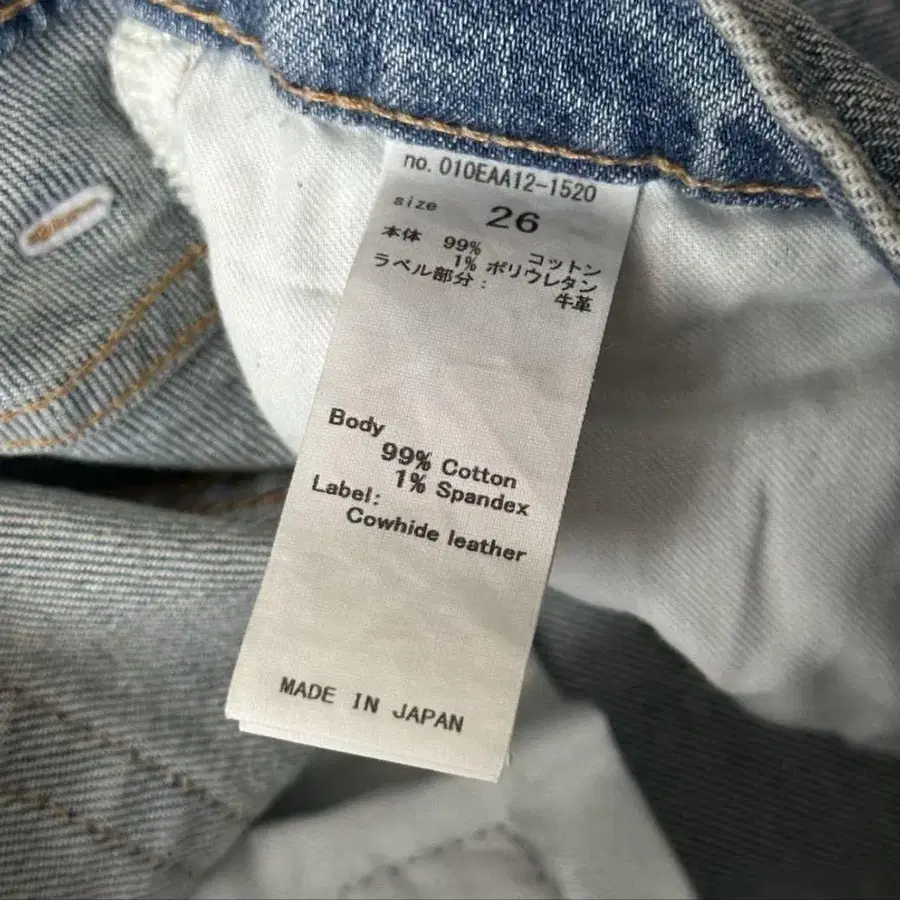 no. 010EAA12-1520
size 26
本体 99% コットン
1% ポリウレタン
ラベル部分: 牛革
Body
99% Cotton
1% Spandex
Label:
Cowhide leather
MADE IN JAPAN